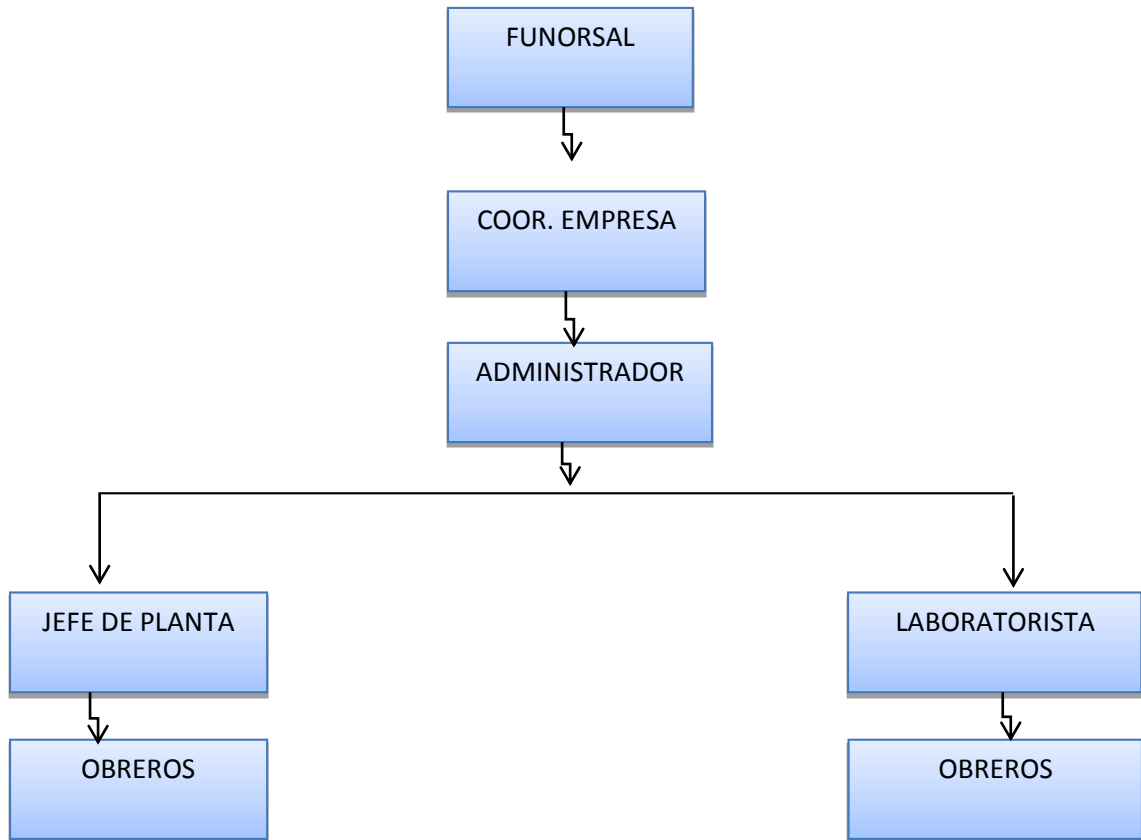 FUNORSAL
COOR. EMPRESA
ADMINISTRADOR
JEFE DE PLANTA
LABORATORISTA
OBREROS
OBREROS